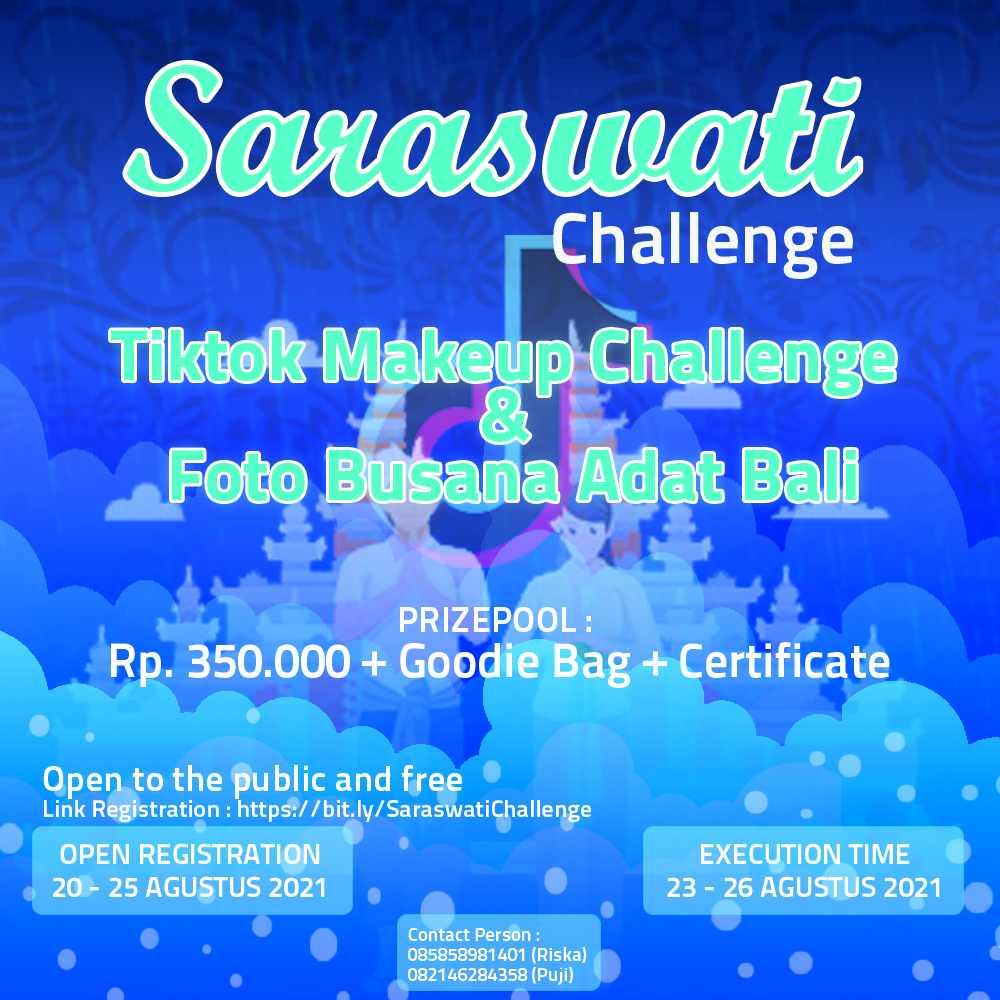 Saraswati
Challenge
Tiktok Makeup Challenge
&
Foto Busana Adat Bali
PRIZEPOOL :
Rp. 350.000 + Goodie Bag + Certificate
Open to the public and free
Link Registration : https://bit.ly/SaraswatiChallenge
OPEN REGISTRATION
20 - 25 AGUSTUS 2021
EXECUTION TIME
23 - 26 AGUSTUS 2021
Contact Person :
085858981401 (Riska)
082146284358 (Puji)